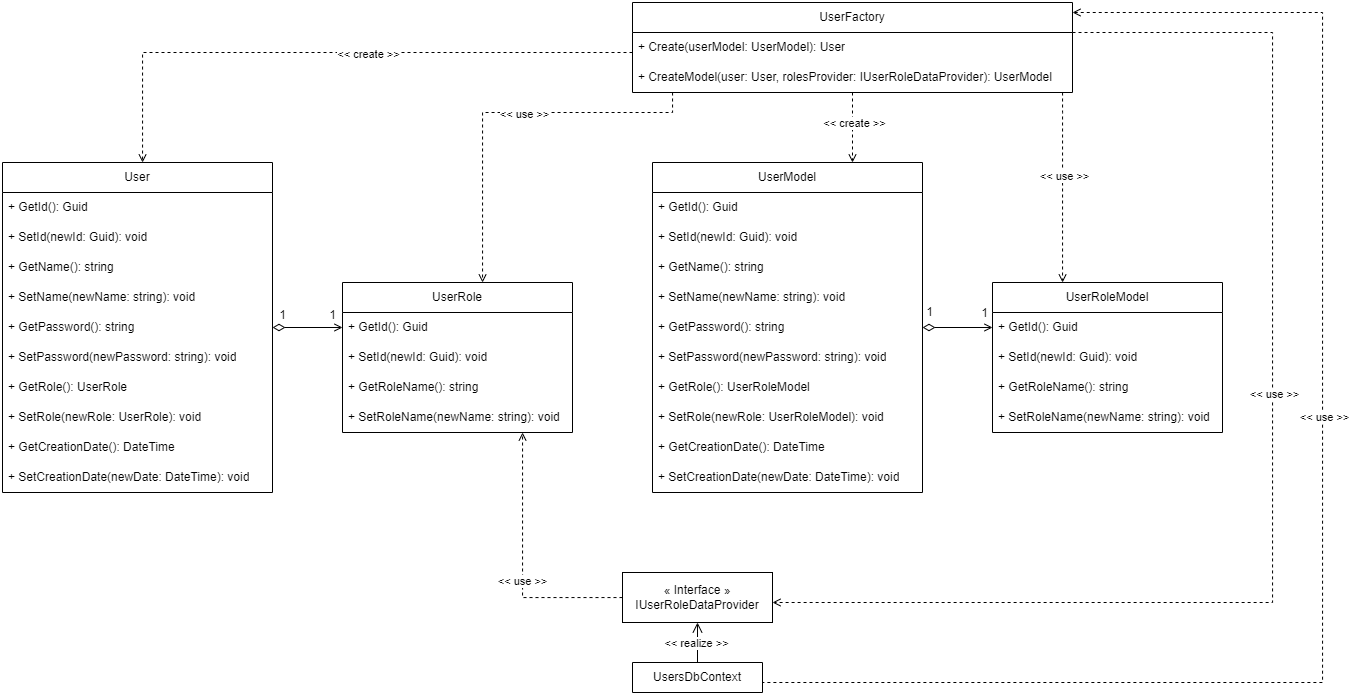 UserFactory
+ Create(userModel: UserModel): User
+ CreateModel(user: User, rolesProvider: IUserRoleDataProvider): UserModel
<< create >>
<< use >>
<< create >>
<< use >>
User
+ GetId(): Guid
+ SetId(newId: Guid): void
+ GetName(): string
+ SetName(newName: string): void
+ GetPassword(): string
+ SetPassword(newPassword: string): void
+ GetRole(): UserRole
+ SetRole(newRole: UserRole): void
+ GetCreationDate(): DateTime
+ SetCreationDate(newDate: DateTime): void
1
1
UserRole
+ GetId(): Guid
+ SetId(newId: Guid): void
+ GetRoleName(): string
+ SetRoleName(newName: string): void
UserModel
+ GetId(): Guid
+ SetId(newId: Guid): void
+ GetName(): string
+ SetName(newName: string): void
+ GetPassword(): string
+ SetPassword(newPassword: string): void
+ GetRole(): UserRoleModel
+ SetRole(newRole: UserRoleModel): void
+ GetCreationDate(): DateTime
+ SetCreationDate(newDate: DateTime): void
1
1
UserRoleModel
+ GetId(): Guid
+ SetId(newId: Guid): void
+ GetRoleName(): string
+ SetRoleName(newName: string): void
<< use >>
<< use >>
<< use >>
« Interface »
IUserRoleDataProvider
<< realize >>
UsersDbContext